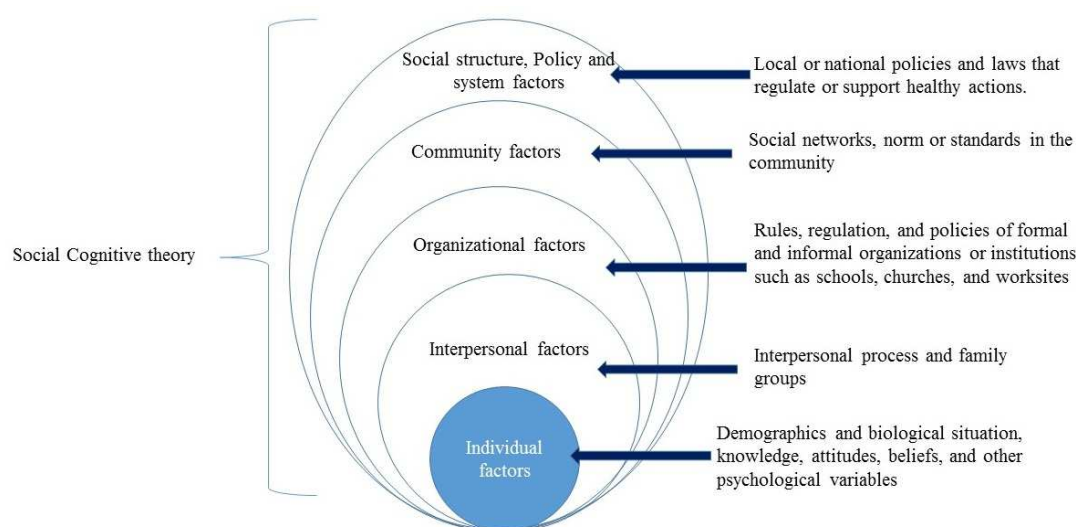 Social structure, Policy and
system factors
Local or national policies and laws that
regulate or support healthy actions.
Community factors
Social networks, norm or standards in the
community
Social Cognitive theory
Organizational factors
Rules, regulation, and policies of formal
and informal organizations or institutions
such as schools, churches, and worksites
Interpersonal factors
Interpersonal process and family
groups
Individual
factors
Demographics and biological situation,
knowledge, attitudes, beliefs, and other
psychological variables